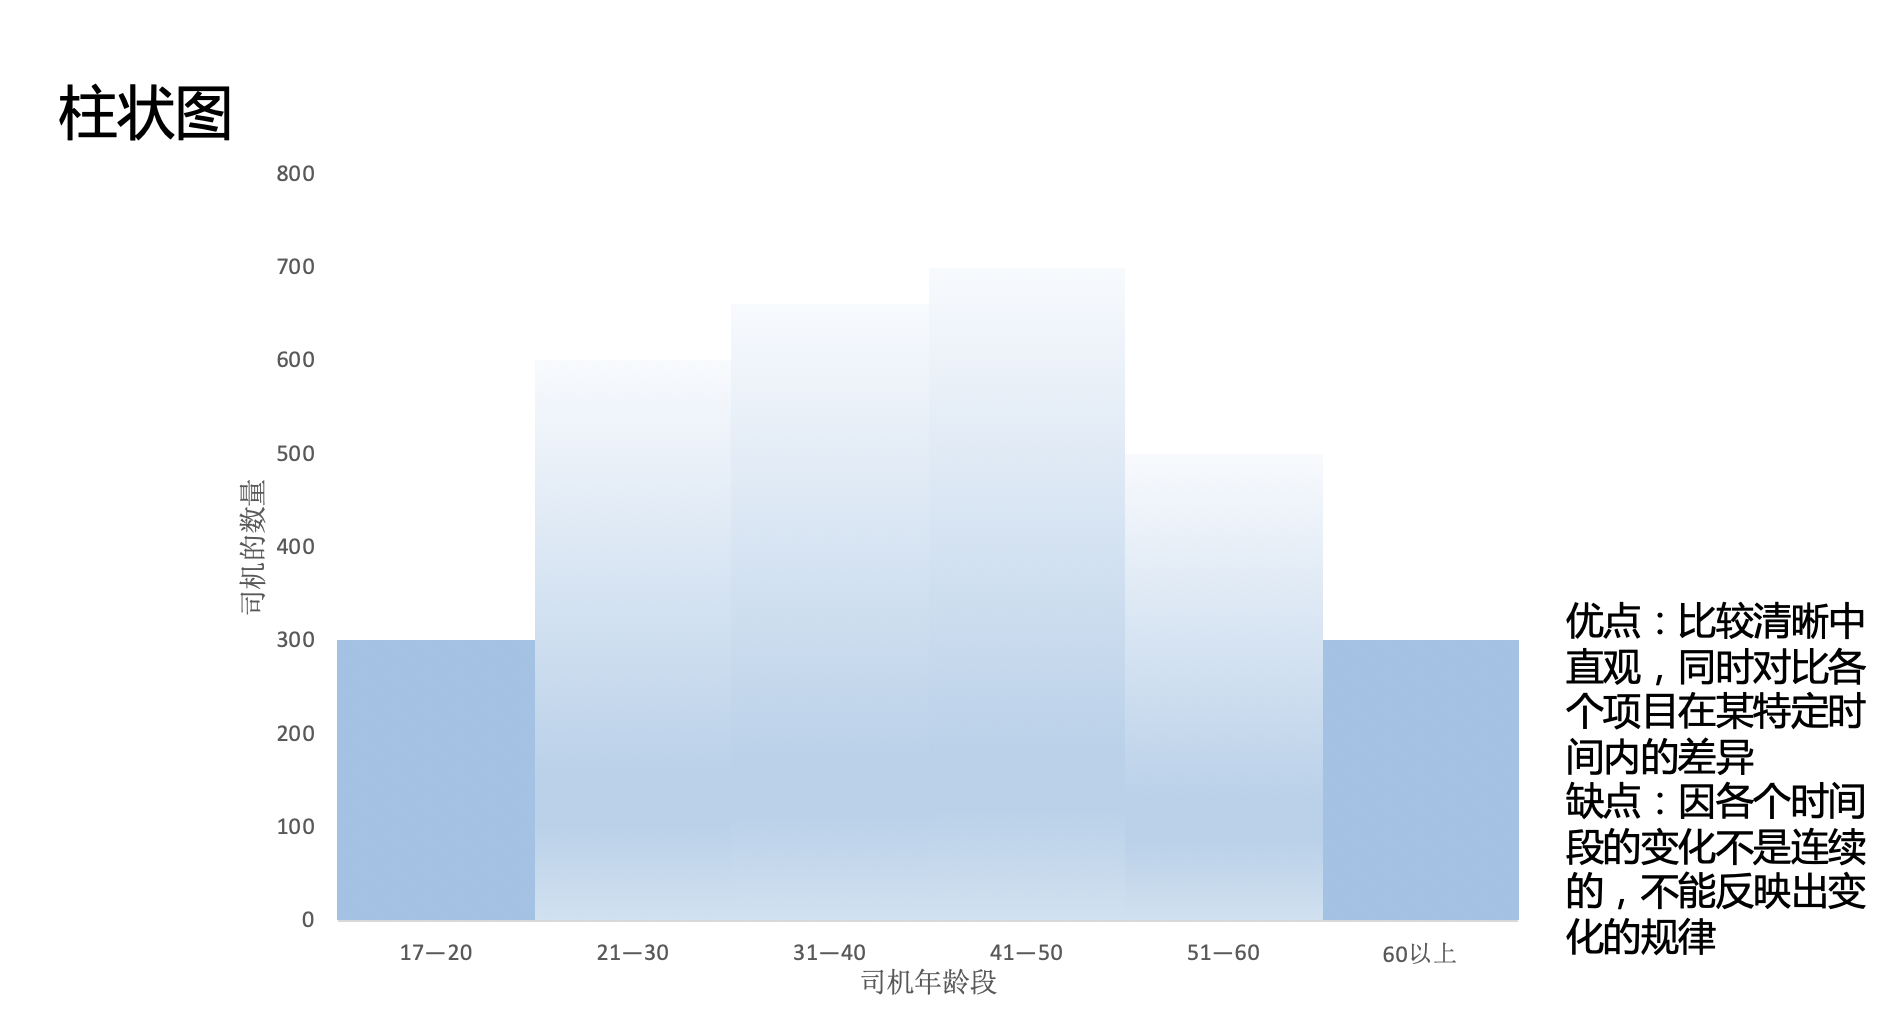 柱状图
800
700
600
500
400
300
200
100
0
司机的数量
17—20
21—30
31—40
41—50
51—60
60以上
司机年龄段
优点：比较清晰中
直观，同时对比各
个项目在某特定时
间内的差异
缺点：因各个时间
段的变化不是连续
的，不能反映出变
化的规律